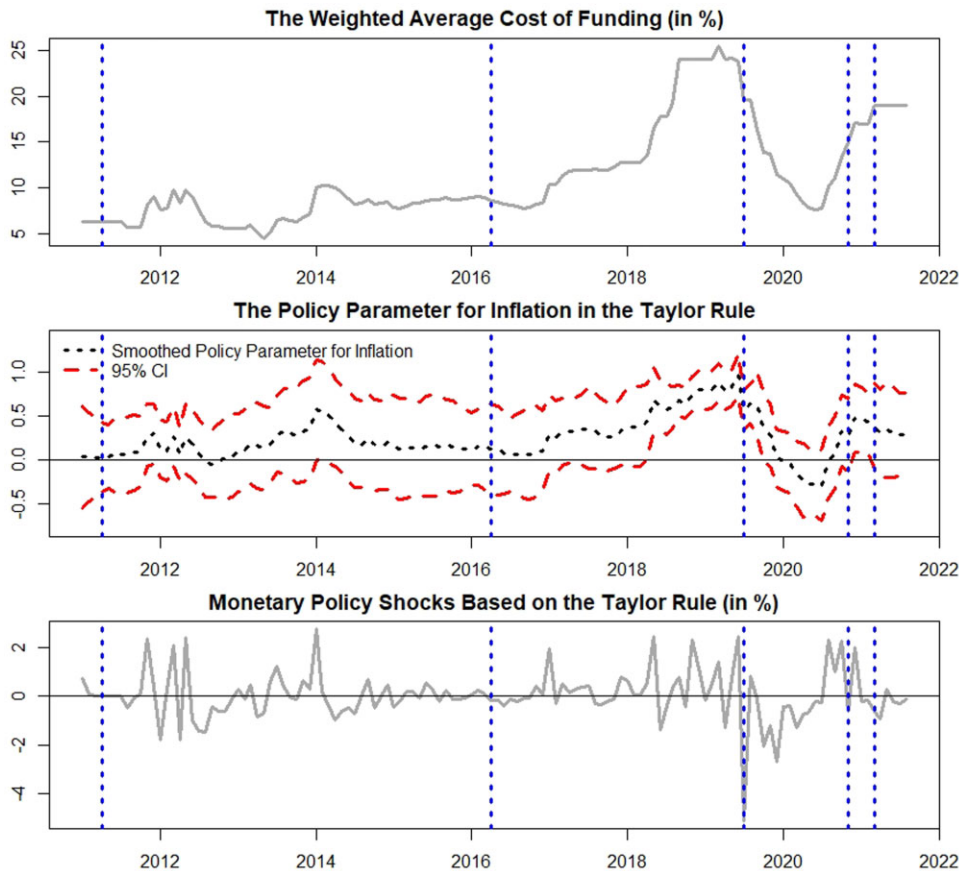 The Weighted Average Cost of Funding (in %)
25
20
15
10
5
2012 2014 2016 2018 2020 2022
The Policy Parameter for Inflation in the Taylor Rule
Smoothed Policy Parameter for Inflation
95% CI
1.0
0.5
0.0
-0.5
2012 2014 2016 2018 2020 2022
Monetary Policy Shocks Based on the Taylor Rule (in %)
2
0
-2
-4
2012 2014 2016 2018 2020 2022